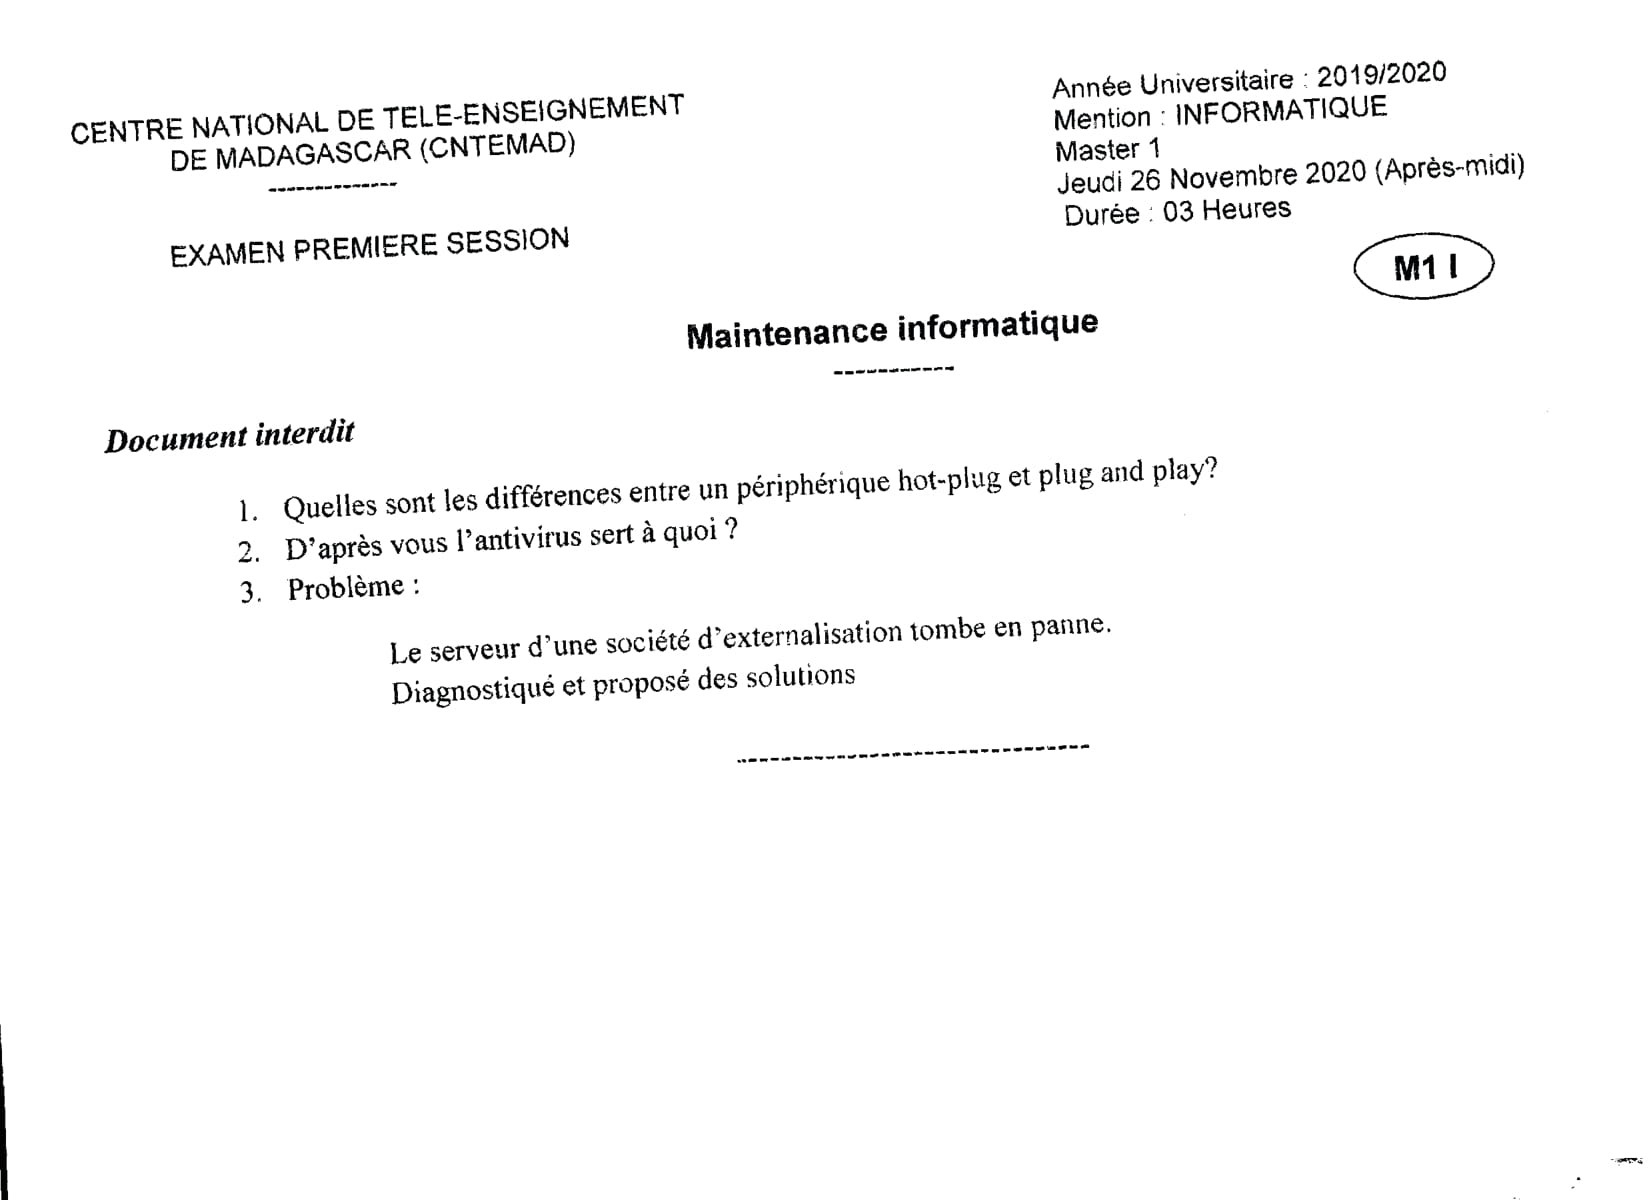 CENTRE NATIONAL DE TELE-ENSEIGNEMENT
DE MADAGASCAR (CNTEMAD)
--------------
EXAMEN PREMIERE SESSION
Année Universitaire : 2019/2020
Mention : INFORMATIQUE
Master 1
Jeudi 26 Novembre 2020 (Après-midi)
Durée : 03 Heures
M1 I
Maintenance informatique
------------
Document interdit
1. Quelles sont les différences entre un périphérique hot-plug et plug and play?
2. D'après vous l'antivirus sert à quoi ?
3. Problème :
Le serveur d'une société d'externalisation tombe en panne.
Diagnostiqué et proposé des solutions
--------------------------------